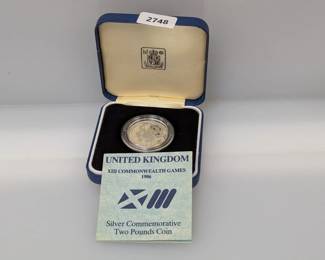 2748
UNITED KINGDOM
XIII COMMONWEALTH GAMES
1986
Silver Commemorative
Two Pounds Coin